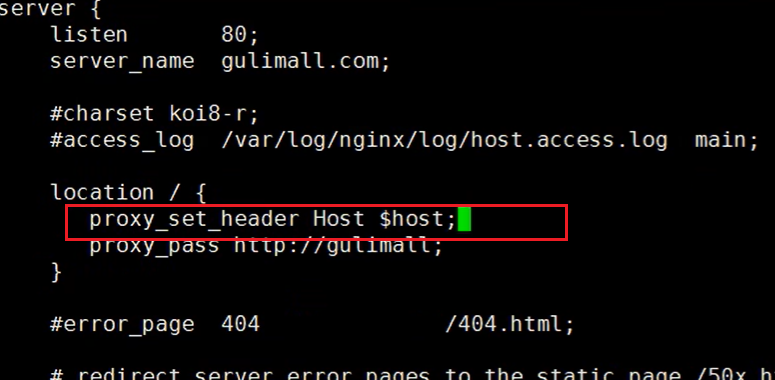 server {
    listen       80;
    server_name  gulimall.com;

    #charset koi8-r;
    #access_log  /var/log/nginx/log/host.access.log  main;

    location / {
       proxy_set_header Host $host;
       proxy_pass http://gulimall;
    }

    #error_page  404              /404.html;

    # redirect server error pages to the static page /50x.h